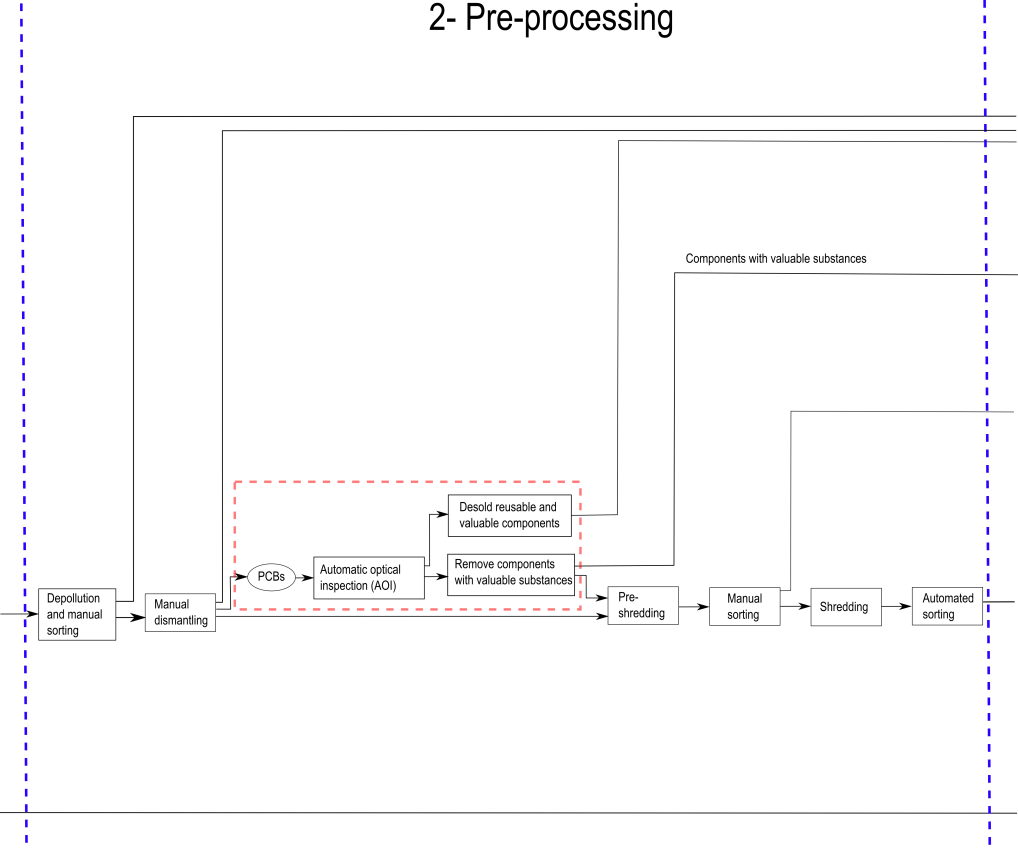 2- Pre-processing
Components with valuable substances
Desold reusable and
valuable components
PCBs
Automatic optical
inspection (AOI)
Remove components
with valuable substances
Depollution
and manual
sorting
Manual
dismantling
Pre-
shredding
Manual
sorting
Shredding
Automated
sorting